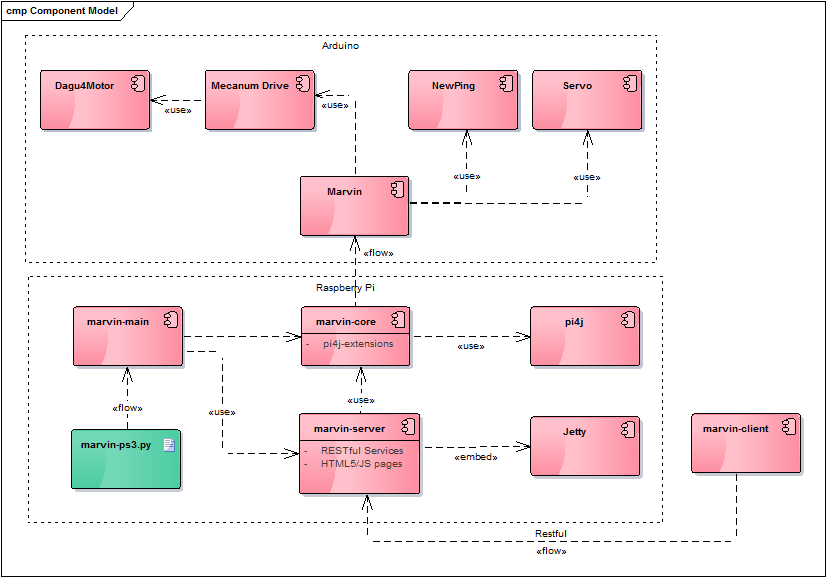 cmp Component Model
Arduino
Dagu4Motor
Mecanum Drive
NewPing
Servo
«use»
«use»
«use»
«use»
Marvin
«flow»
Raspberry Pi
marvin-main
marvin-core
- pi4j-extensions
pi4j
«use»
«flow»
«use»
«use»
marvin-ps3.py
marvin-server
- RESTful Services
- HTML5/JS pages
«embed»
Jetty
marvin-client
Restful
«flow»